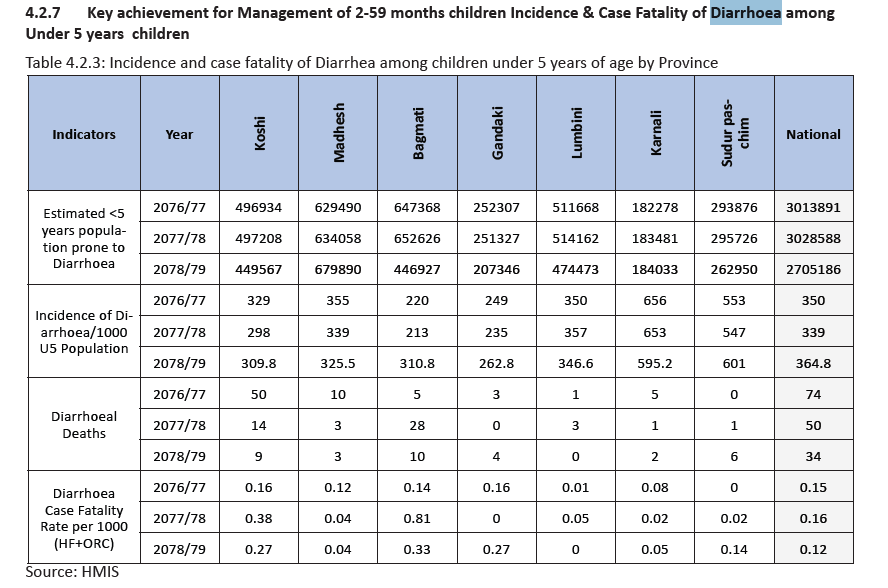 4.2.7 Key achievement for Management of 2-59 months children Incidence & Case Fatality of Diarrhoea among
Under 5 years children
Table 4.2.3: Incidence and case fatality of Diarrhea among children under 5 years of age by Province
Indicators Year Koshi Madhesh Bagmati Gandaki Lumbini Karnali Sudur pas-chim National
Estimated <5
years popula-
tion prone to
Diarrhoea
2076/77 496934 629490 647368 252307 511668 182278 293876 3013891
2077/78 497208 634058 652626 251327 514162 183481 295726 3028588
2078/79 449567 679890 446927 207346 474473 184033 262950 2705186
Incidence of Di-
arrhoea/1000
U5 Population
2076/77 329 355 220 249 350 656 553 350
2077/78 298 339 213 235 357 653 547 339
2078/79 309.8 325.5 310.8 262.8 346.6 595.2 601 364.8
Diarrhoeal
Deaths
2076/77 50 10 5 3 1 5 0 74
2077/78 14 3 28 0 3 1 1 50
2078/79 9 3 10 4 0 2 6 34
Diarrhoea
Case Fatality
Rate per 1000
(HF+ORC)
2076/77 0.16 0.12 0.14 0.16 0.01 0.08 0 0.15
2077/78 0.38 0.04 0.81 0 0.05 0.02 0.02 0.16
2078/79 0.27 0.04 0.33 0.27 0 0.05 0.14 0.12
Source: HMIS